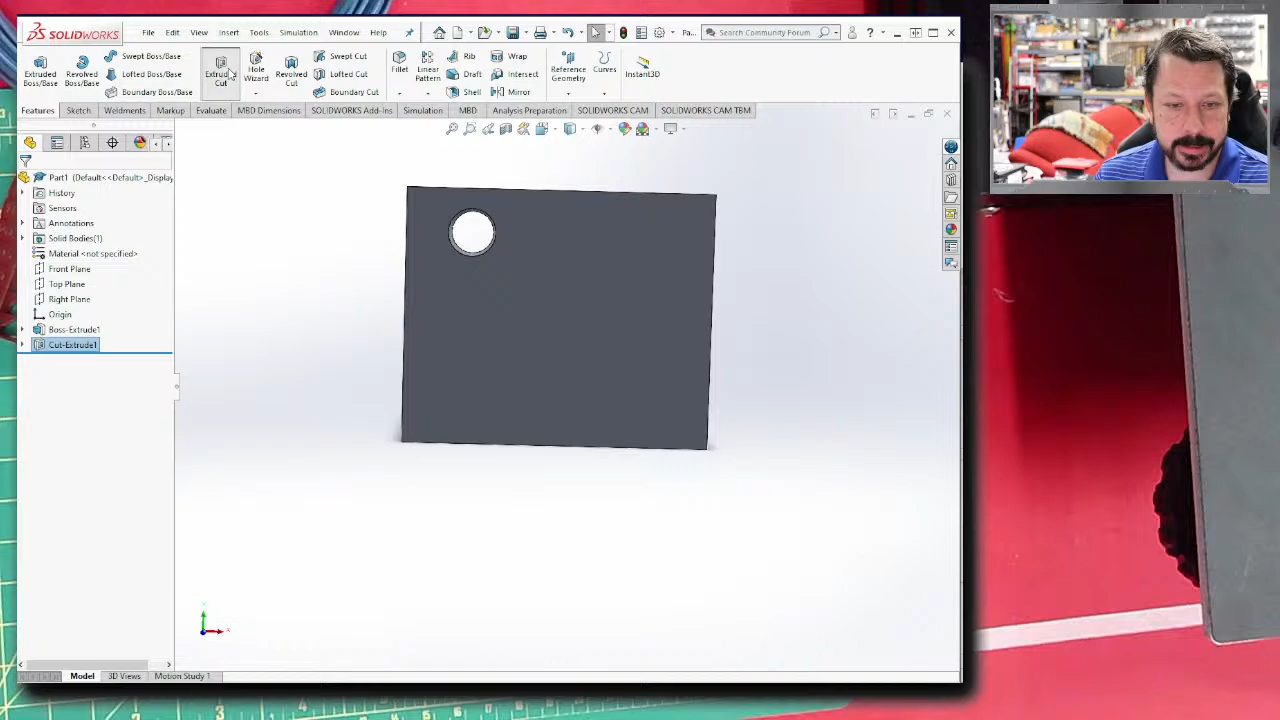 SOLIDWORKS File Edit View Insert Tools Simulation Window Help Pa... Search Community Forum ?
Extruded Boss/Base
Revolved Boss/Base
Swept Boss/Base
Lofted Boss/Base
Boundary Boss/Base
Extruded Cut
Hole Wizard
Revolved Cut
Swept Cut
Lofted Cut
Boundary Cut
Fillet
Linear Pattern
Rib
Draft
Shell
Wrap
Intersect
Mirror
Reference Geometry
Curves
Instant3D
Features Sketch Weldments Markup Evaluate MBD Dimensions SOLIDWORKS Add-Ins Simulation MBD Analysis Preparation SOLIDWORKS CAM SOLIDWORKS CAM TBM
Part1 (Default<<Default>_Display
History
Sensors
Annotations
Solid Bodies(1)
Material <not specified>
Front Plane
Top Plane
Right Plane
Origin
Boss-Extrude1
Cut-Extrude1
Y
X
Model 3D Views Motion Study 1